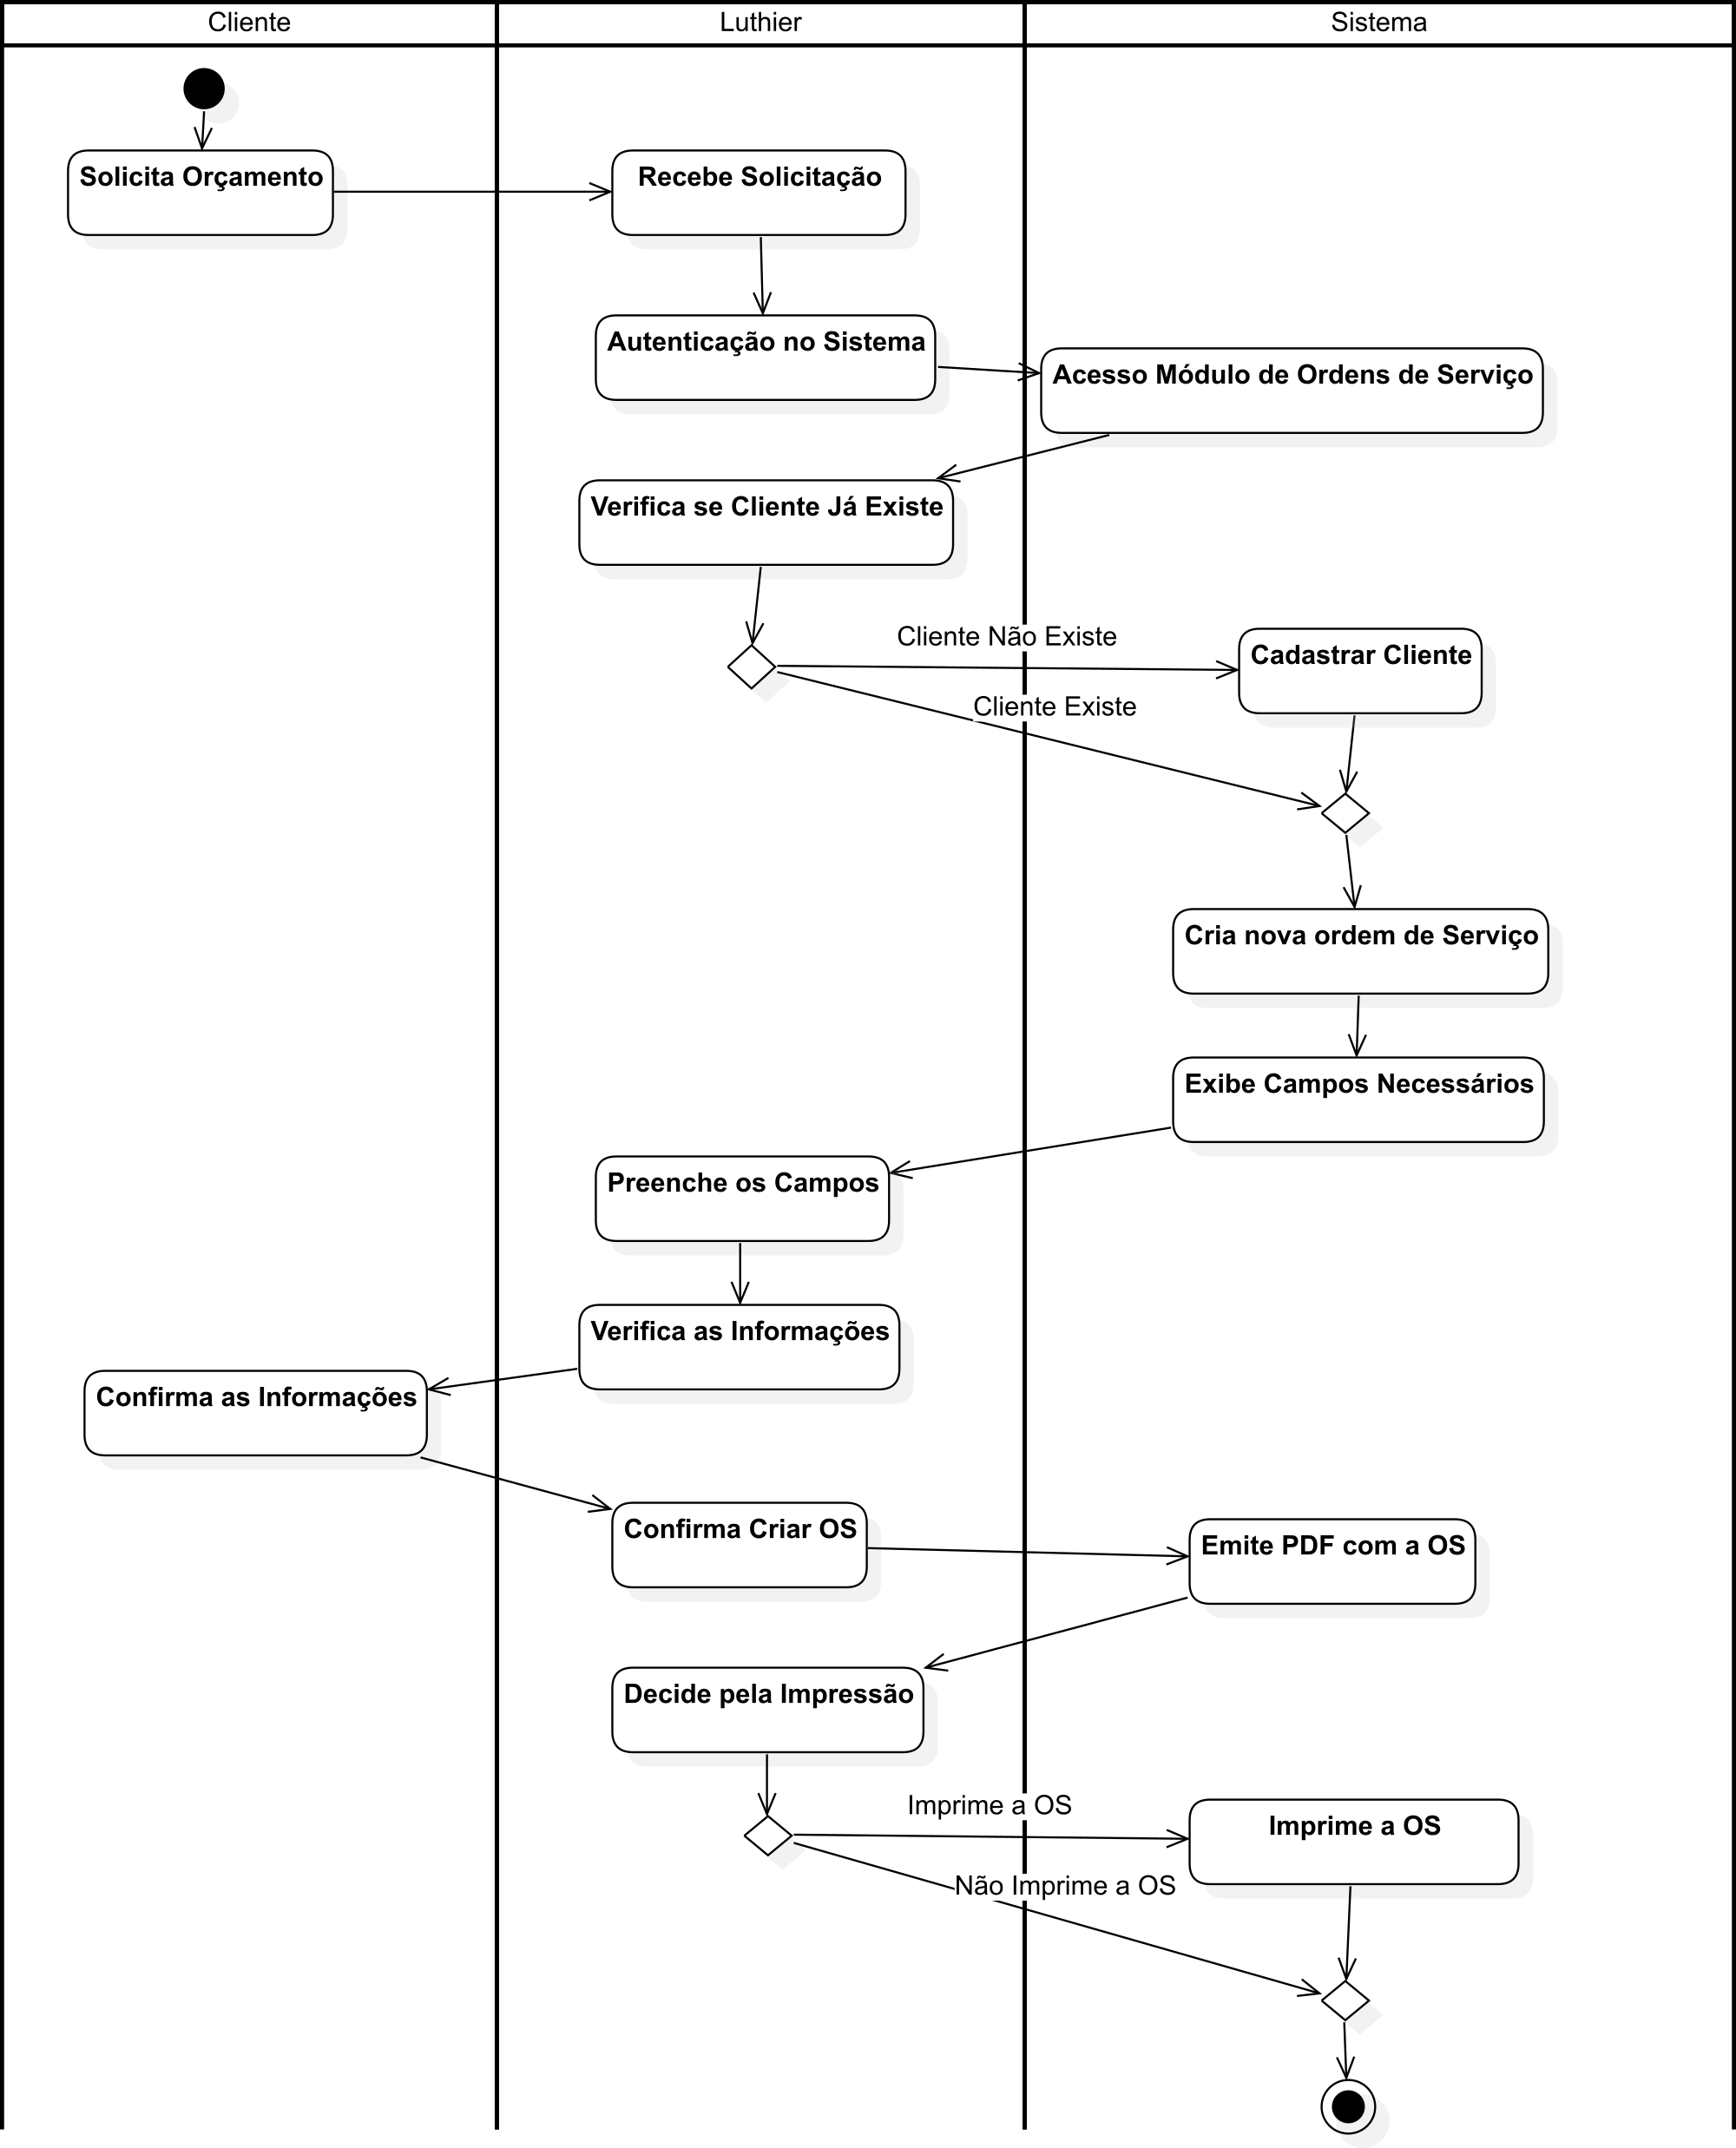 Cliente
Luthier
Sistema
Solicita Orçamento
Recebe Solicitação
Autenticação no Sistema
Acesso Módulo de Ordens de Serviço
Verifica se Cliente Já Existe
Cliente Não Existe
Cadastrar Cliente
Cliente Existe
Cria nova ordem de Serviço
Exibe Campos Necessários
Preenche os Campos
Verifica as Informações
Confirma as Informações
Confirma Criar OS
Emite PDF com a OS
Decide pela Impressão
Imprime a OS
Imprime a OS
Não Imprime a OS